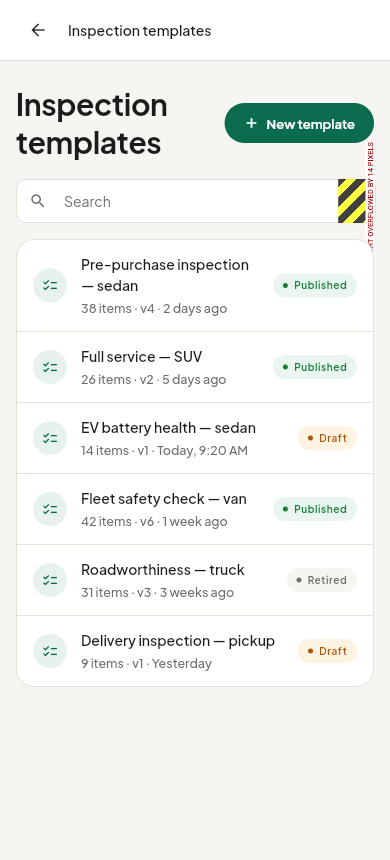 Inspection templates
Inspection
templates
New template
Search
OVERFLOWED BY 14 PIXELS
Pre-purchase inspection
— sedan
38 items · v4 · 2 days ago
Published
Full service — SUV
26 items · v2 · 5 days ago
Published
EV battery health — sedan
14 items · v1 · Today, 9:20 AM
Draft
Fleet safety check — van
42 items · v6 · 1 week ago
Published
Roadworthiness — truck
31 items · v3 · 3 weeks ago
Retired
Delivery inspection — pickup
9 items · v1 · Yesterday
Draft